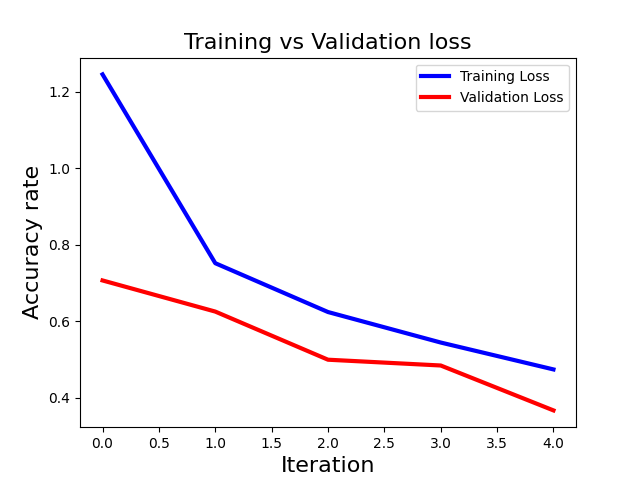 Training vs Validation loss
Training Loss
Validation Loss
Accuracy rate
1.2
1.0
0.8
0.6
0.4
0.0 0.5 1.0 1.5 2.0 2.5 3.0 3.5 4.0
Iteration